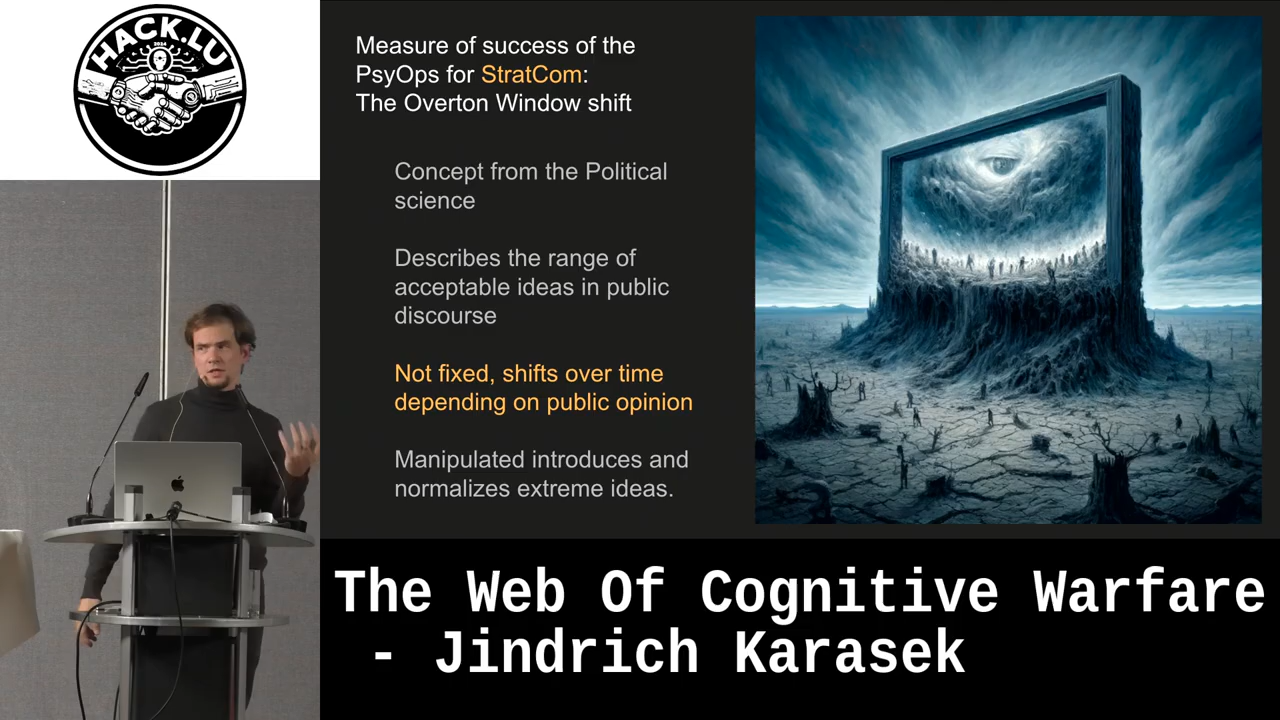 HACK.LU
2024
Measure of success of the
PsyOps for StratCom:
The Overton Window shift
Concept from the Political
science
Describes the range of
acceptable ideas in public
discourse
Not fixed, shifts over time
depending on public opinion
Manipulated introduces and
normalizes extreme ideas.
The Web Of Cognitive Warfare
- Jindrich Karasek